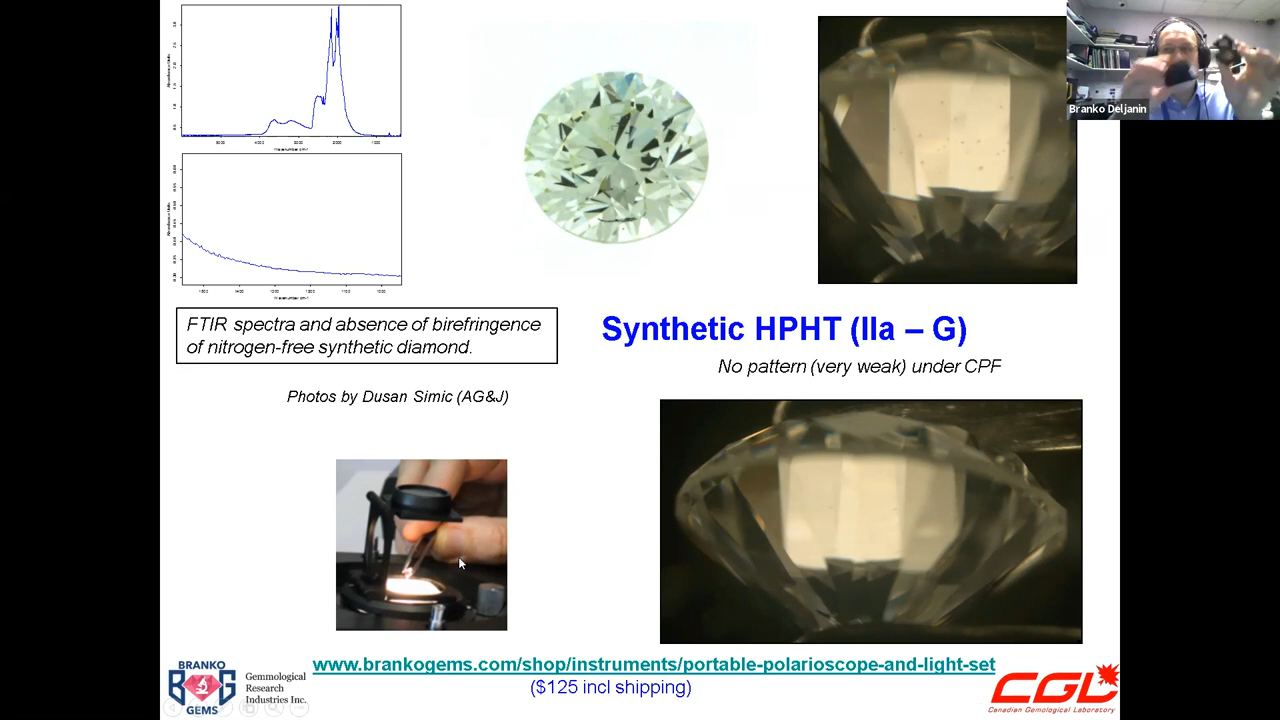 Branko Deljanin
FTIR spectra and absence of birefringence
of nitrogen-free synthetic diamond.
Synthetic HPHT (IIa – G)
No pattern (very weak) under CPF
Photos by Dusan Simic (AG&J)
www.brankogems.com/shop/instruments/portable-polarioscope-and-light-set
($125 incl shipping)
BRANKO
GEMS
Gemmological
Research
Industries Inc.
CGL
Canadian Gemological Laboratory